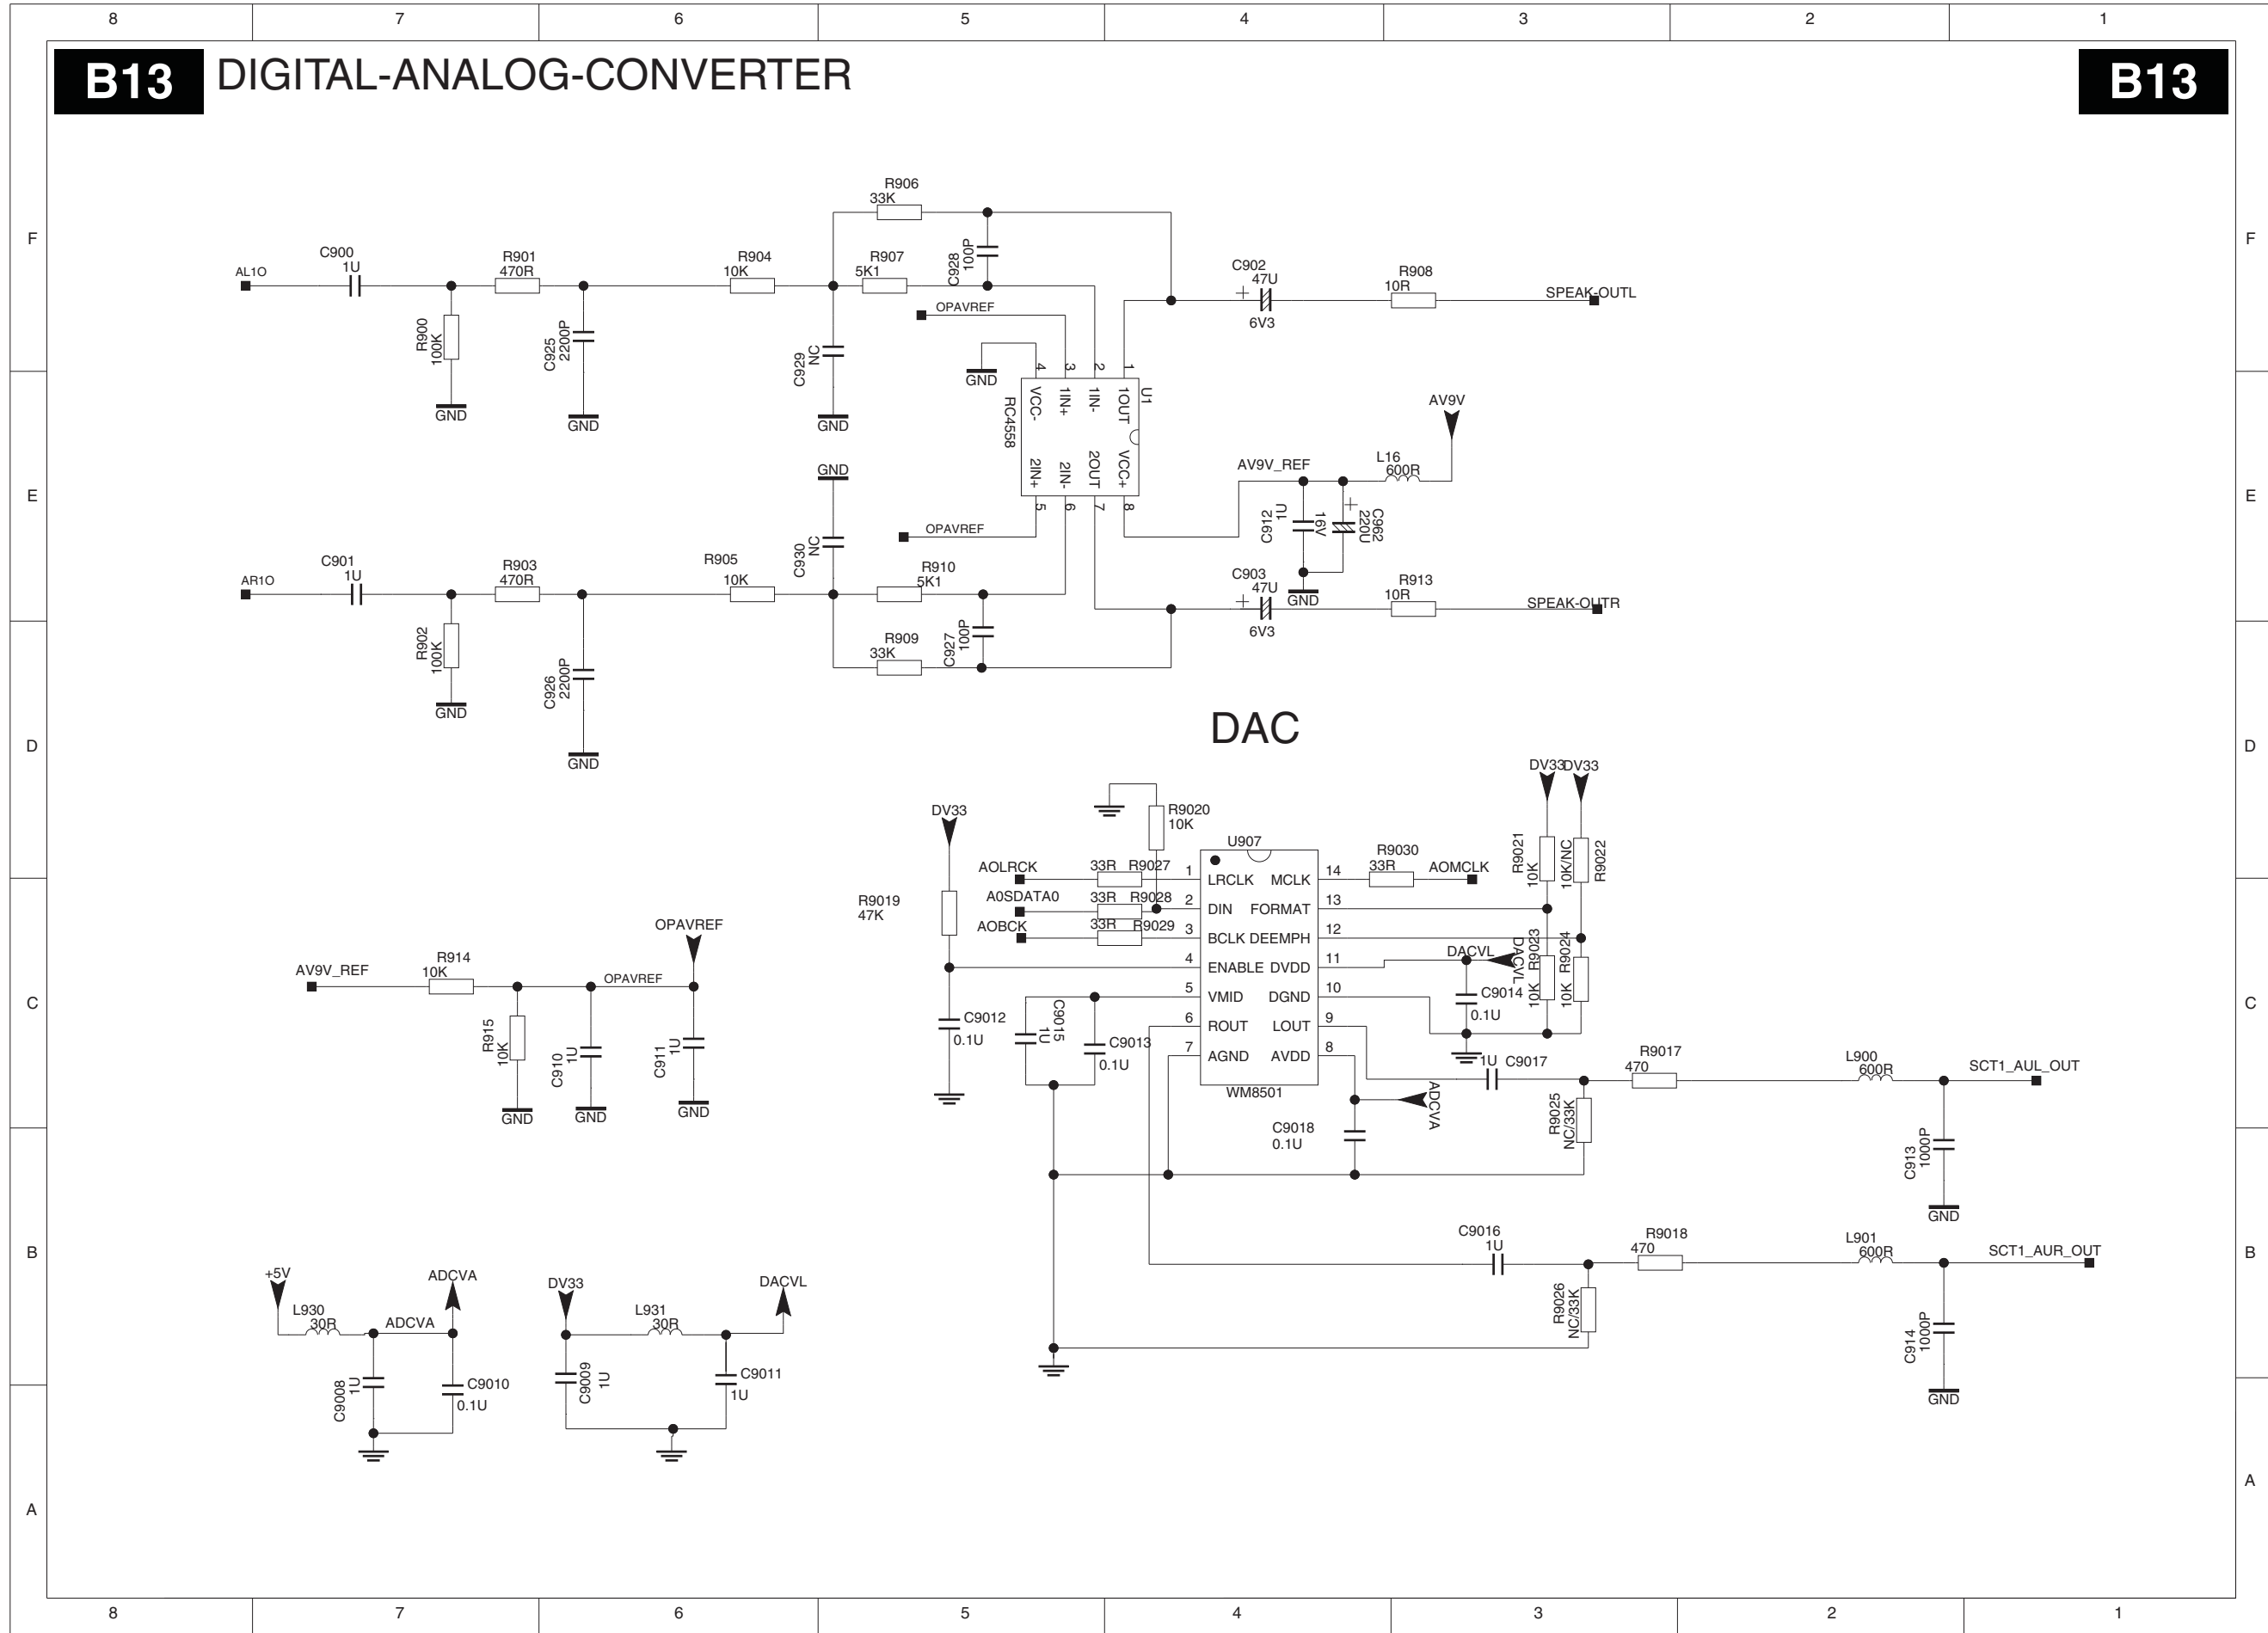 8 7 6 5 4 3 2 1
B13 DIGITAL-ANALOG-CONVERTER B13
F
F
R906
33K
C928
100P
AL1O
C900
1U
R901
470R
R904
10K
R907
5K1
C902
47U
+
6V3
R908
10R
SPEAK-OUTL
OPAVREF
R900
100K
C925
2200P
C929
NC
GND
GND
GND
GND
4 3 2 1
VCC- 1IN+ 1IN- 1OUT
U1
RC4558
2IN+ 2IN- 2OUT VCC+
5 6 7 8
AV9V
AV9V_REF
L16
600R
E
E
GND
C912
1U
16V
+
C962
220U
GND
OPAVREF
C930
NC
AR1O
C901
1U
R903
470R
R905
10K
R910
5K1
C903
47U
+
6V3
R913
10R
SPEAK-OUTR
R902
100K
C926
2200P
R909
33K
C927
100P
GND
GND
DAC
D
D
DV33
DV33
DV33
R9020
10K
R9021
10K
10K/NC
R9022
U907
AOLRCK
33R R9027
1 LRCLK MCLK 14
R9030
33R
AOMCLK
R9019
47K
A0SDATA0
33R R9028
2 DIN FORMAT 13
AOBCK
33R R9029
3 BCLK DEEMPH 12
4 ENABLE DVDD 11
DACVL
DACVL
R9023
10K
R9024
10K
5 VMID DGND 10
C9014
0.1U
6 ROUT LOUT 9
7 AGND AVDD 8
WM8501
C9012
0.1U
C9015
1U
C9013
0.1U
C
C
AV9V_REF
R914
10K
OPAVREF
OPAVREF
R915
10K
C910
1U
C911
1U
GND
GND
GND
1U C9017
R9017
470
L900
600R
SCT1_AUL_OUT
ADCVA
C9018
0.1U
R9025
NC/33K
C913
1000P
GND
B
B
C9016
1U
R9018
470
L901
600R
SCT1_AUR_OUT
R9026
NC/33K
C914
1000P
GND
+5V
L930
30R
ADCVA
ADCVA
C9008
1U
C9010
0.1U
DV33
L931
30R
DACVL
C9009
1U
C9011
1U
A
A
8 7 6 5 4 3 2 1